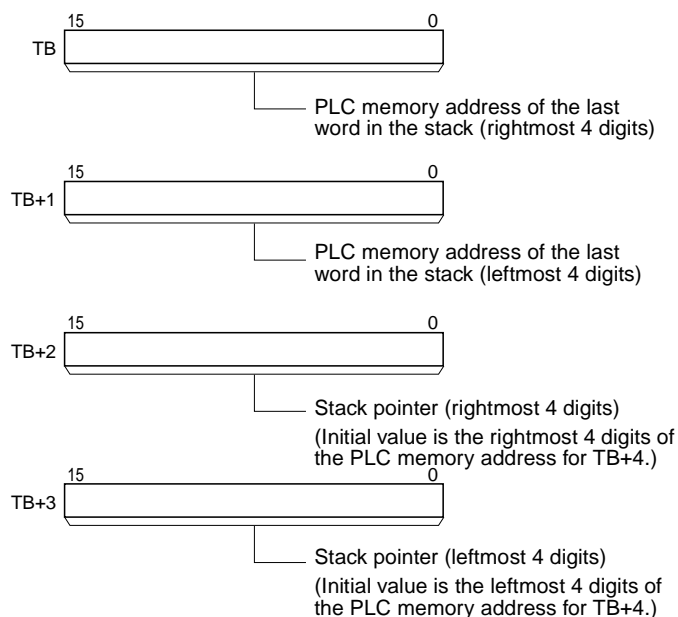 15 0
TB
PLC memory address of the last
word in the stack (rightmost 4 digits)
15 0
TB+1
PLC memory address of the last
word in the stack (leftmost 4 digits)
15 0
TB+2
Stack pointer (rightmost 4 digits)
(Initial value is the rightmost 4 digits of
the PLC memory address for TB+4.)
15 0
TB+3
Stack pointer (leftmost 4 digits)
(Initial value is the leftmost 4 digits of
the PLC memory address for TB+4.)